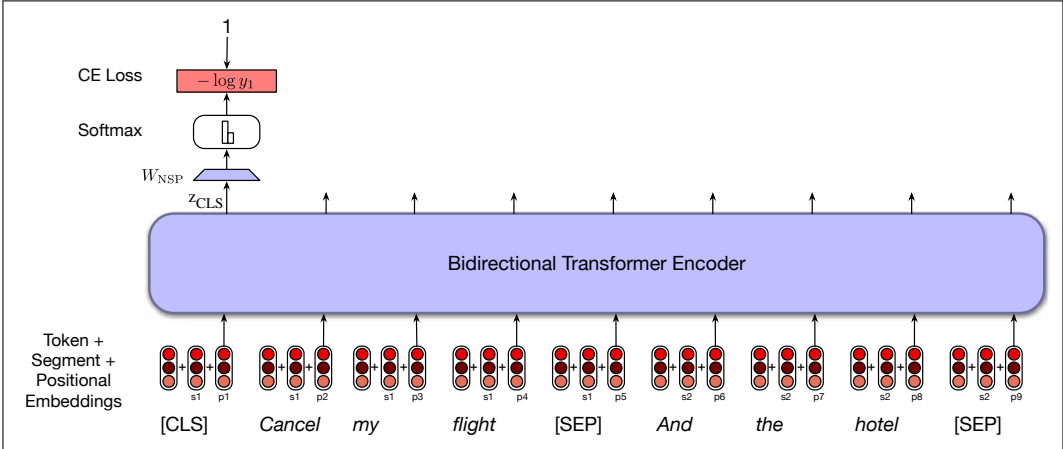 1
CE Loss
− log y₁
Softmax
W_NSP
z_CLS
Bidirectional Transformer Encoder
Token +
Segment +
Positional
Embeddings
+ + + + + + + + + + + + + + + + + +
s1 p1 s1 p2 s1 p3 s1 p4 s1 p5 s2 p6 s2 p7 s2 p8 s2 p9
[CLS] Cancel my flight [SEP] And the hotel [SEP]